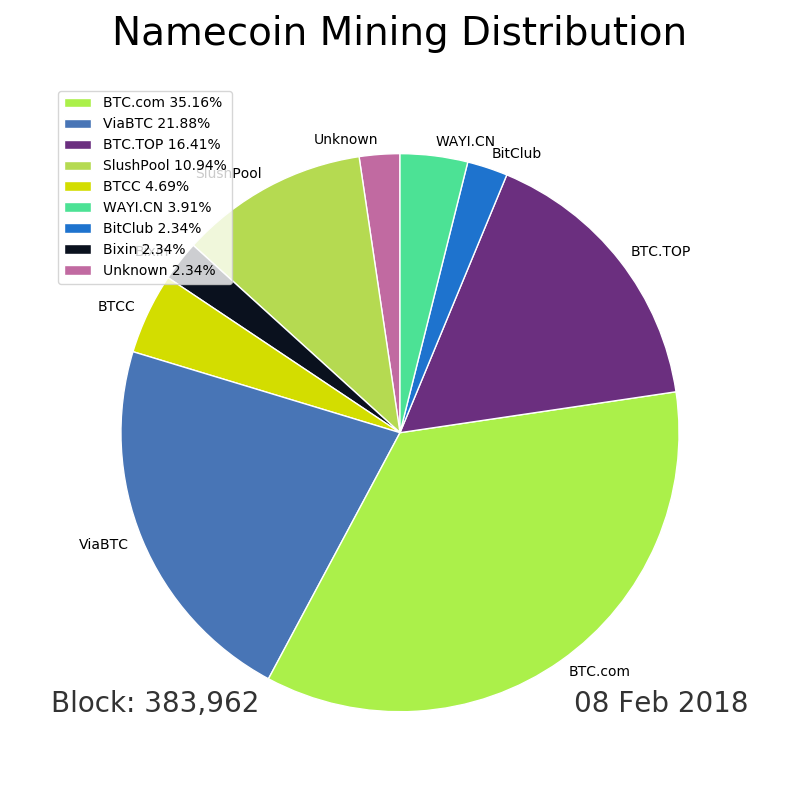 Namecoin Mining Distribution
BTC.com 35.16%
ViaBTC 21.88%
BTC.TOP 16.41%
SlushPool 10.94%
BTCC 4.69%
WAYI.CN 3.91%
BitClub 2.34%
Bixin 2.34%
Unknown 2.34%
Unknown
WAYI.CN
BitClub
SlushPool
BTC.TOP
BTCC
ViaBTC
BTC.com
Block: 383,962
08 Feb 2018